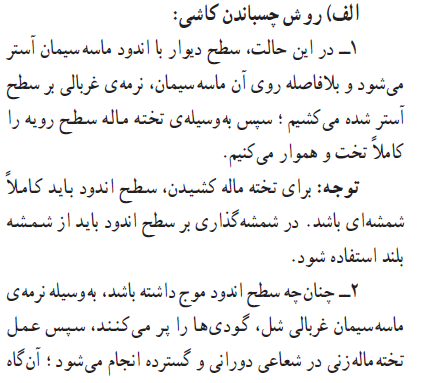 الف) روش چسباندن کاشی:
۱ــ در این حالت، سطح دیوار با اندود ماسه‌سیمان آستر
می‌شود و بلافاصله روی آن ماسه‌سیمان، نرمه‌ی غربالی بر سطح
آستر شده می‌کشیم ؛ سپس به‌وسیله‌ی تخته ماله سطح رویه را
کاملاً تخت و هموار می‌کنیم.
توجه: برای تخته ماله کشیدن، سطح اندود باید کاملاً
شمشه‌ای باشد. در شمشه‌گذاری بر سطح اندود باید از شمشه
بلند استفاده شود.
۲ــ چنان‌چه سطح اندود موج داشته باشد، به‌وسیله نرمه‌ی
ماسه‌سیمان غربالی شل، گودی‌ها را پر می‌کنند، سپس عمل
تخته‌ماله‌زنی در شعاعی دورانی و گسترده انجام می‌شود ؛ آن‌گاه